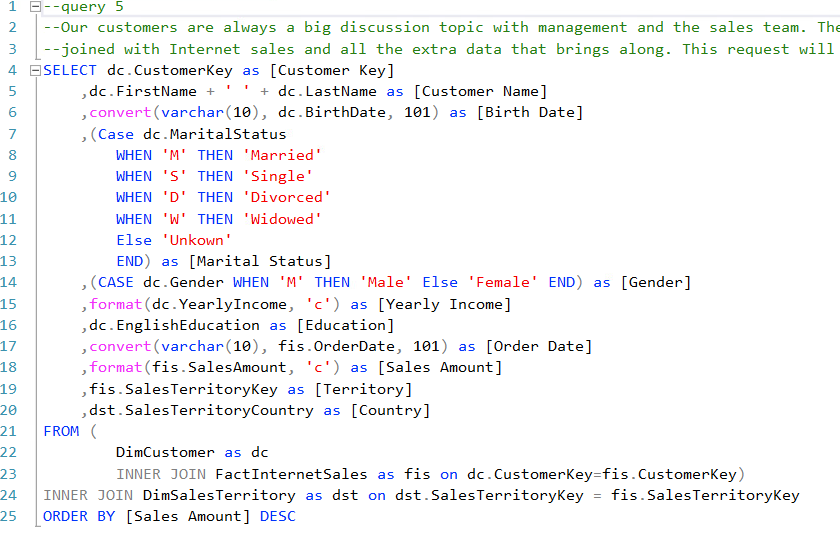 1 --query 5
2 --Our customers are always a big discussion topic with management and the sales team. The
3 --joined with Internet sales and all the extra data that brings along. This request will
4 SELECT dc.CustomerKey as [Customer Key]
5 ,dc.FirstName + ' ' + dc.LastName as [Customer Name]
6 ,convert(varchar(10), dc.BirthDate, 101) as [Birth Date]
7 ,(Case dc.MaritalStatus
8 WHEN 'M' THEN 'Married'
9 WHEN 'S' THEN 'Single'
10 WHEN 'D' THEN 'Divorced'
11 WHEN 'W' THEN 'Widowed'
12 Else 'Unkown'
13 END) as [Marital Status]
14 ,(CASE dc.Gender WHEN 'M' THEN 'Male' Else 'Female' END) as [Gender]
15 ,format(dc.YearlyIncome, 'c') as [Yearly Income]
16 ,dc.EnglishEducation as [Education]
17 ,convert(varchar(10), fis.OrderDate, 101) as [Order Date]
18 ,format(fis.SalesAmount, 'c') as [Sales Amount]
19 ,fis.SalesTerritoryKey as [Territory]
20 ,dst.SalesTerritoryCountry as [Country]
21 FROM (
22 DimCustomer as dc
23 INNER JOIN FactInternetSales as fis on dc.CustomerKey=fis.CustomerKey)
24 INNER JOIN DimSalesTerritory as dst on dst.SalesTerritoryKey = fis.SalesTerritoryKey
25 ORDER BY [Sales Amount] DESC